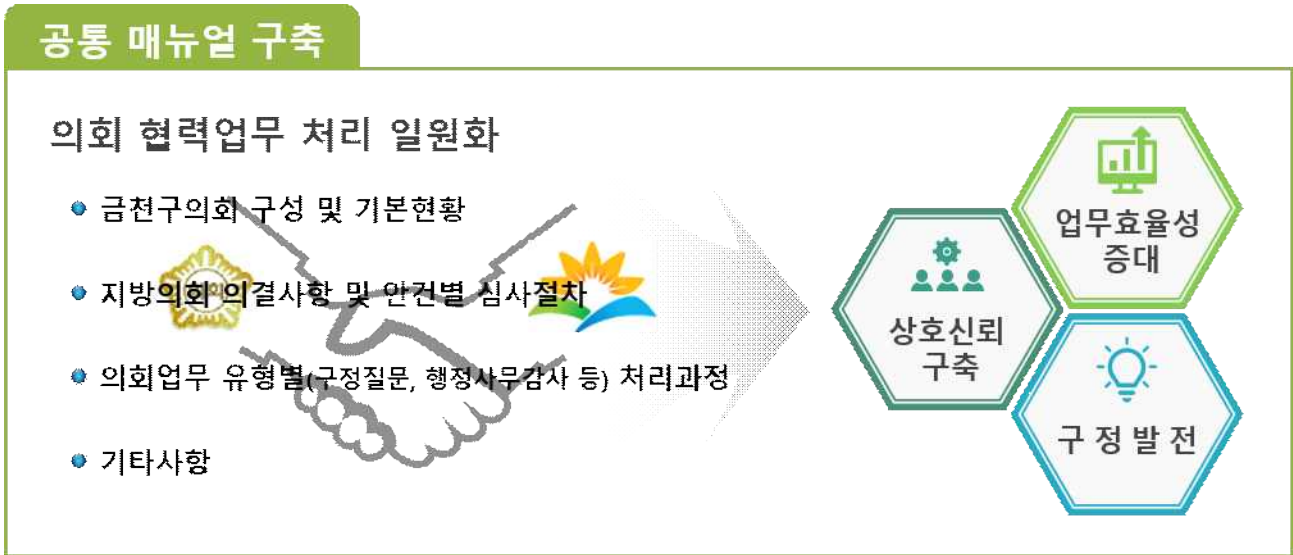 공통 매뉴얼 구축
의회 협력업무 처리 일원화
금천구의회 구성 및 기본현황
지방의회 의결사항 및 안건별 심사절차
의회업무 유형별(구정질문, 행정사무감사 등) 처리과정
기타사항
업무효율성
증대
상호신뢰
구축
구 정 발 전